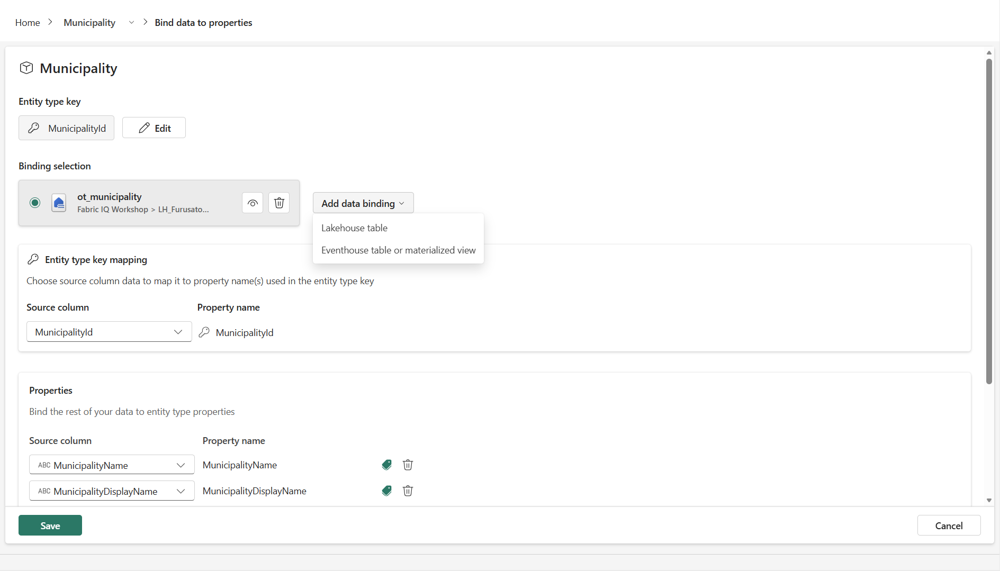 Home > Municipality > Bind data to properties
Municipality
Entity type key
MunicipalityId Edit
Binding selection
ot_municipality
Fabric IQ Workshop > LH_Furusato...
Add data binding
Lakehouse table
Eventhouse table or materialized view
Entity type key mapping
Choose source column data to map it to property name(s) used in the entity type key
Source column Property name
MunicipalityId MunicipalityId
Properties
Bind the rest of your data to entity type properties
Source column Property name
ABC MunicipalityName MunicipalityName
ABC MunicipalityDisplayName MunicipalityDisplayName
Save Cancel